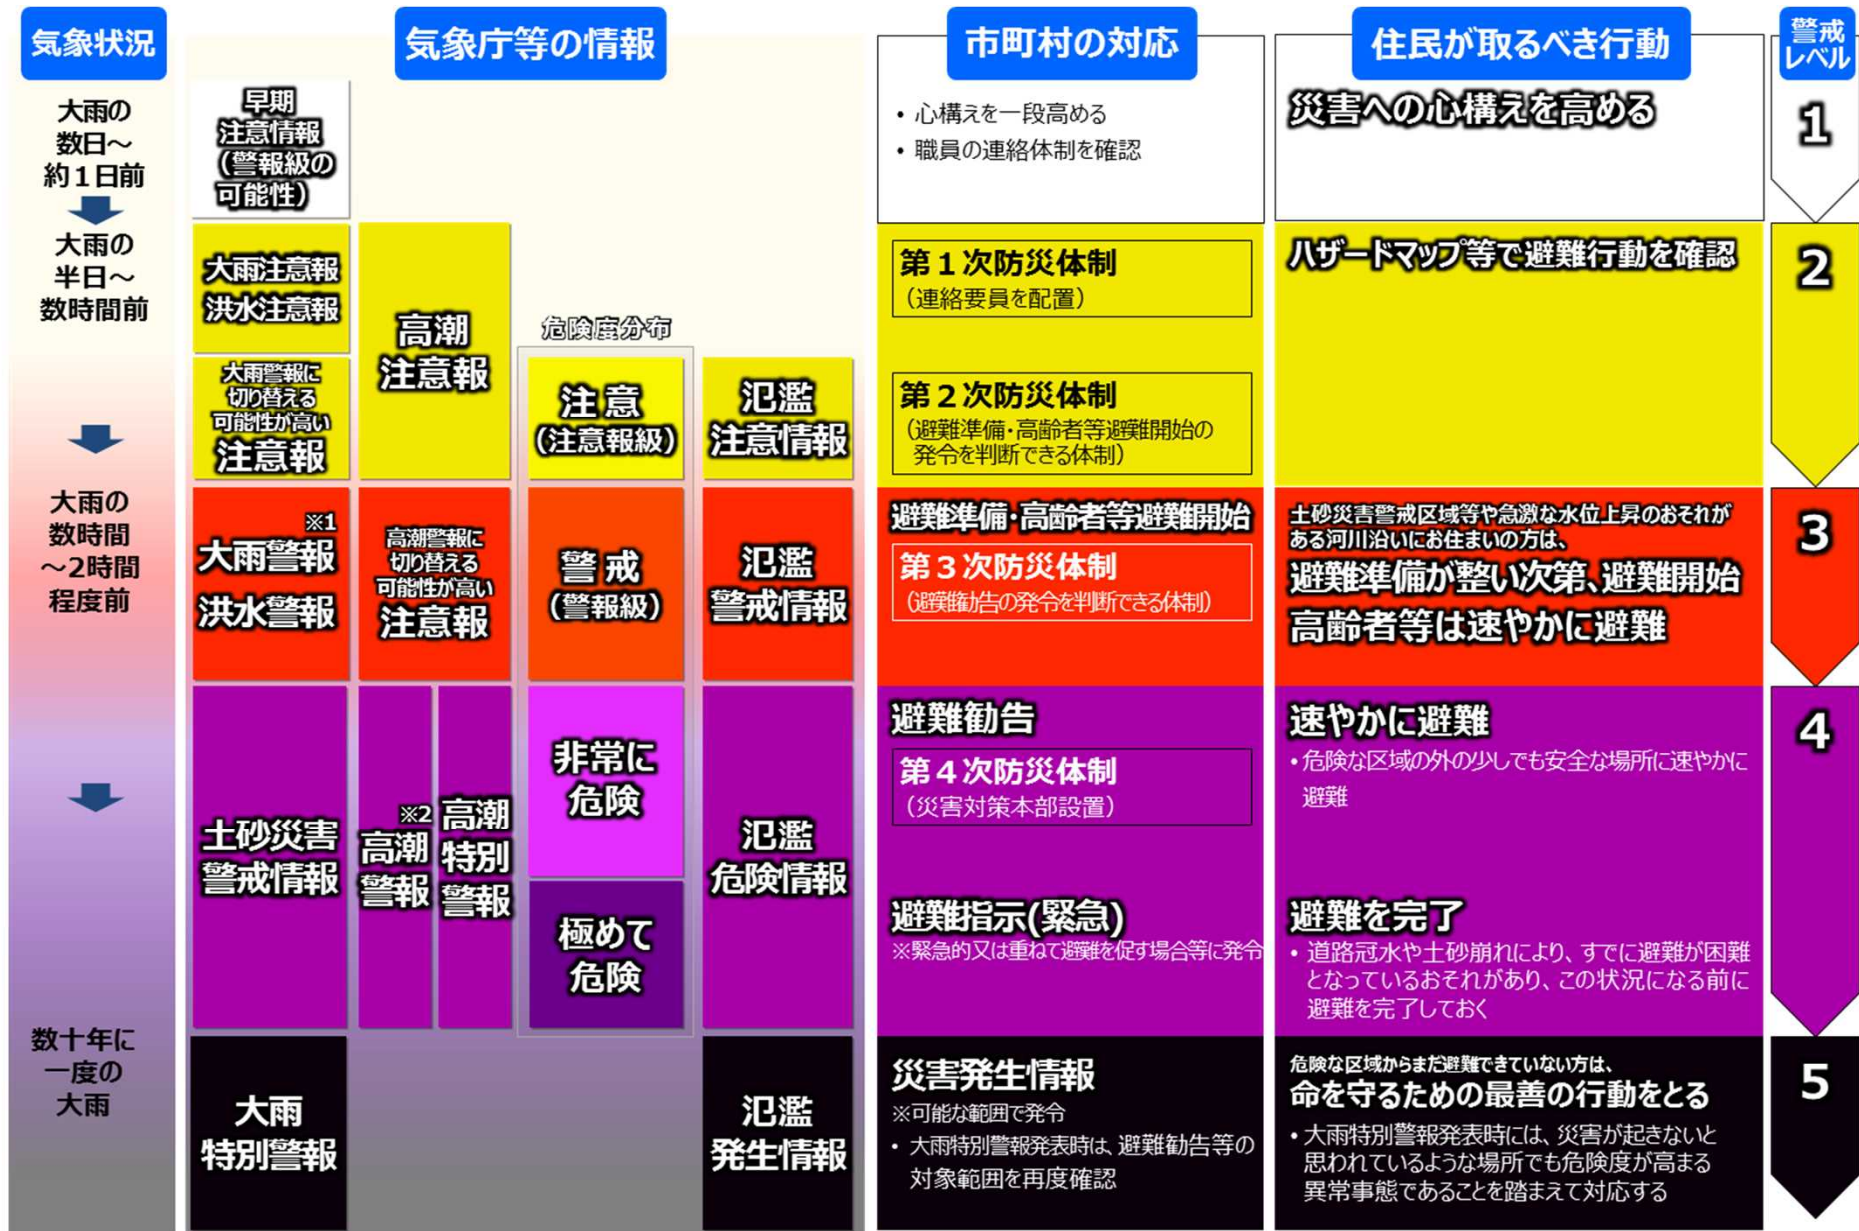 気象状況
気象庁等の情報
市町村の対応
住民が取るべき行動
警戒
レベル
大雨の
数日～
約１日前
早期
注意情報
（警報級の
可能性）
・心構えを一段高める
・職員の連絡体制を確認
災害への心構えを高める
1
大雨の
半日～
数時間前
大雨注意報
洪水注意報
大雨警報に
切り替える
可能性が高い
注意報
高潮
注意報
危険度分布
注意
（注意報級）
氾濫
注意情報
第１次防災体制
（連絡要員を配置）
第２次防災体制
（避難準備・高齢者等避難開始の
発令を判断できる体制）
ハザードマップ等で避難行動を確認
2
大雨の
数時間
～2時間
程度前
※1
大雨警報
洪水警報
高潮警報に
切り替える
可能性が高い
注意報
警戒
（警報級）
氾濫
警戒情報
避難準備・高齢者等避難開始
第３次防災体制
（避難勧告の発令を判断できる体制）
土砂災害警戒区域等や急激な水位上昇のおそれが
ある河川沿いにお住まいの方は、
避難準備が整い次第、避難開始
高齢者等は速やかに避難
3
土砂災害
警戒情報
※2
高潮
警報
高潮
特別
警報
非常に
危険
極めて
危険
氾濫
危険情報
避難勧告
第４次防災体制
（災害対策本部設置）
避難指示(緊急)
※緊急的又は重ねて避難を促す場合等に発令
速やかに避難
・危険な区域の外の少しでも安全な場所に速やかに
避難
避難を完了
・道路冠水や土砂崩れにより、すでに避難が困難
となっているおそれがあり、この状況になる前に
避難を完了しておく
4
数十年に
一度の
大雨
大雨
特別警報
氾濫
発生情報
災害発生情報
※可能な範囲で発令
・大雨特別警報発表時は、避難勧告等の
対象範囲を再度確認
危険な区域からまだ避難できていない方は、
命を守るための最善の行動をとる
・大雨特別警報発表時には、災害が起きないと
思われているような場所でも危険度が高まる
異常事態であることを踏まえて対応する
5